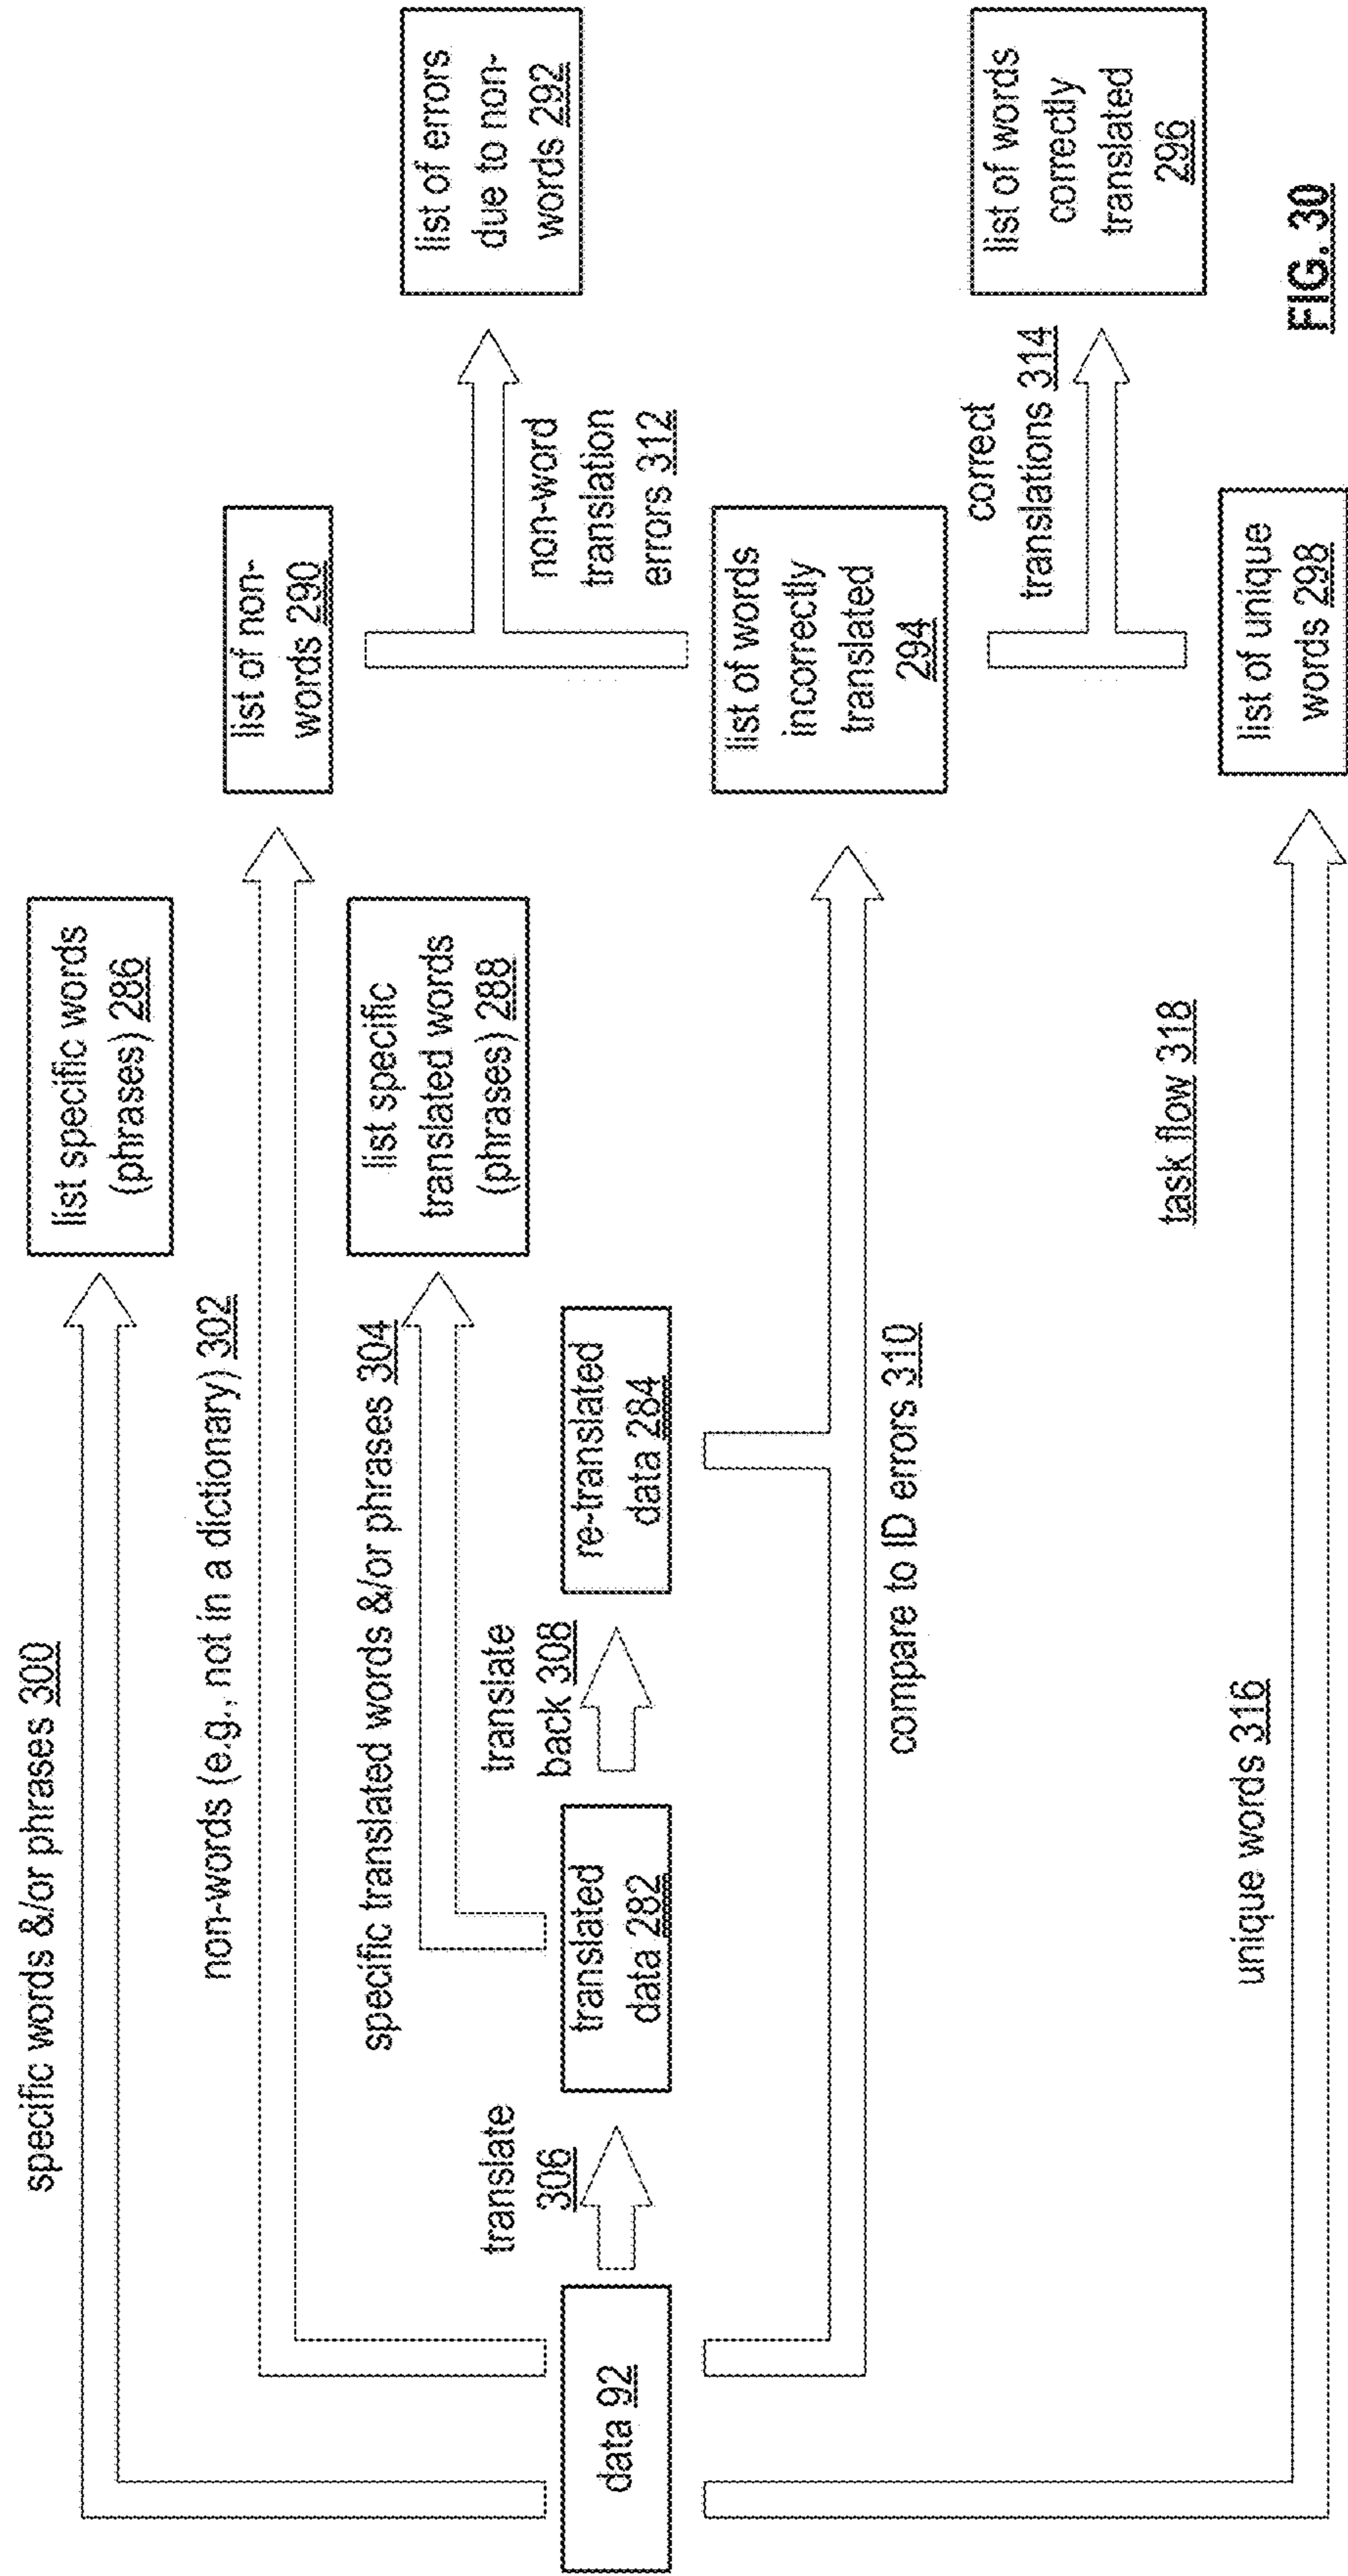 specific words &/or phrases 300
list specific words
(phrases) 286
non-words (e.g., not in a dictionary) 302
list of non-
words 290
specific translated words &/or phrases 304
list specific
translated words
(phrases) 288
list of errors
due to non-
words 292
non-word
translation
errors 312
translate
306
translate
back 308
data 92
translated
data 282
re-translated
data 284
list of words
incorrectly
translated
294
compare to ID errors 310
correct
translations 314
list of words
correctly
translated
296
task flow 318
unique words 316
list of unique
words 298
FIG. 30